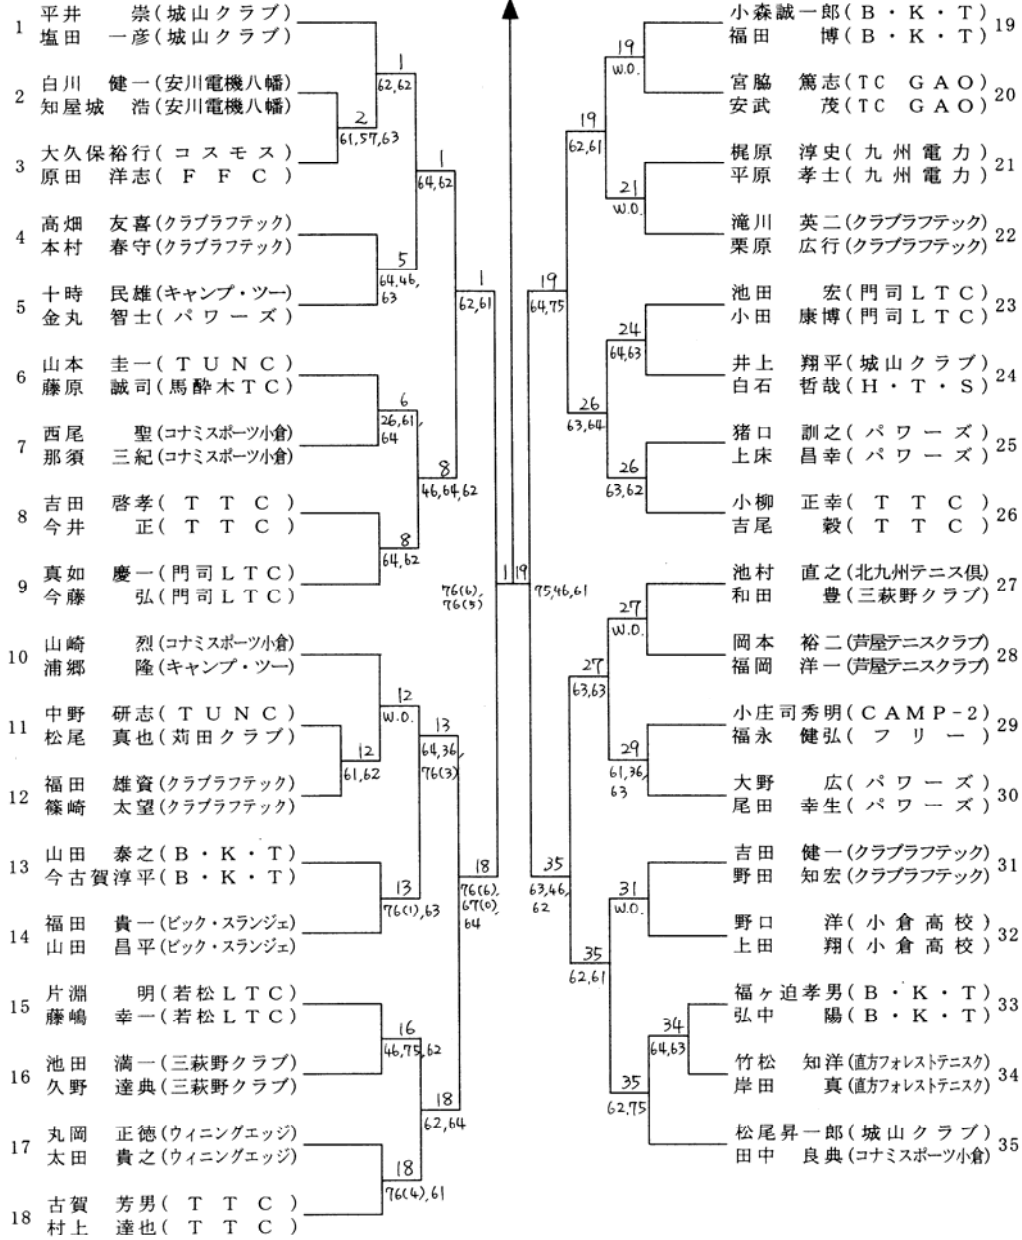 1 平井 崇(城山クラブ)
塩田 一彦(城山クラブ)
2 白川 健一(安川電機八幡)
知屋城 浩(安川電機八幡)
3 大久保裕行(コスモス)
原田 洋志(FFC)
4 高畑 友喜(クラブラフテック)
本村 春守(クラブラフテック)
5 十時 民雄(キャンプ・ツー)
金丸 智士(パワーズ)
6 山本 圭一(TUNC)
藤原 誠司(馬酔木TC)
7 西尾 聖(コナミスポーツ小倉)
那須 三紀(コナミスポーツ小倉)
8 吉田 啓孝(TTC)
今井 正(TTC)
9 真如 慶一(門司LTC)
今藤 弘(門司LTC)
10 山崎 烈(コナミスポーツ小倉)
浦郷 隆(キャンプ・ツー)
11 中野 研志(TUNC)
松尾 真也(苅田クラブ)
12 福田 雄資(クラブラフテック)
篠崎 太望(クラブラフテック)
13 山田 泰之(B・K・T)
今古賀淳平(B・K・T)
14 福田 貴一(ビック・スランジェ)
山田 昌平(ビック・スランジェ)
15 片淵 明(若松LTC)
藤嶋 幸一(若松LTC)
16 池田 満一(三萩野クラブ)
久野 達典(三萩野クラブ)
17 丸岡 正徳(ウィニングエッジ)
太田 貴之(ウィニングエッジ)
18 古賀 芳男(TTC)
村上 達也(TTC)
1
62,62
2
61,57,63
1
64,62
5
64,46,
63
1
62,61
6
26,61,
64
8
46,64,62
8
64,62
1
76(6),
76(5)
12
W.O.
12
61,62
13
64,36,
76(3)
13
76(1),63
18
76(6),
67(0),
64
16
46,75,62
18
62,64
18
76(4),61
19
75,46,61
19
W.O.
19
62,61
21
W.O.
19
64,75
24
64,63
26
63,64
26
63,62
27
W.O.
27
63,63
29
61,36,
63
35
63,46,
62
31
W.O.
35
62,61
34
64,63
35
62,75
小森誠一郎(B・K・T) 19
福田 博(B・K・T)
宮脇 篤志(TC GAO) 20
安武 茂(TC GAO)
梶原 淳史(九州電力) 21
平原 孝士(九州電力)
滝川 英二(クラブラフテック) 22
栗原 広行(クラブラフテック)
池田 宏(門司LTC) 23
小田 康博(門司LTC)
井上 翔平(城山クラブ) 24
白石 哲哉(H・T・S)
猪口 訓之(パワーズ) 25
上床 昌幸(パワーズ)
小柳 正幸(TTC) 26
吉尾 毅(TTC)
池村 直之(北九州テニス倶) 27
和田 豊(三萩野クラブ)
岡本 裕二(芦屋テニスクラブ) 28
福岡 洋一(芦屋テニスクラブ)
小庄司秀明(CAMP-2) 29
福永 健弘(フリー)
大野 広(パワーズ) 30
尾田 幸生(パワーズ)
吉田 健一(クラブラフテック) 31
野田 知宏(クラブラフテック)
野口 洋(小倉高校) 32
上田 翔(小倉高校)
福ヶ迫孝男(B・K・T) 33
弘中 陽(B・K・T)
竹松 知洋(直方フォレストテニスク) 34
岸田 真(直方フォレストテニスク)
松尾昇一郎(城山クラブ) 35
田中 良典(コナミスポーツ小倉)